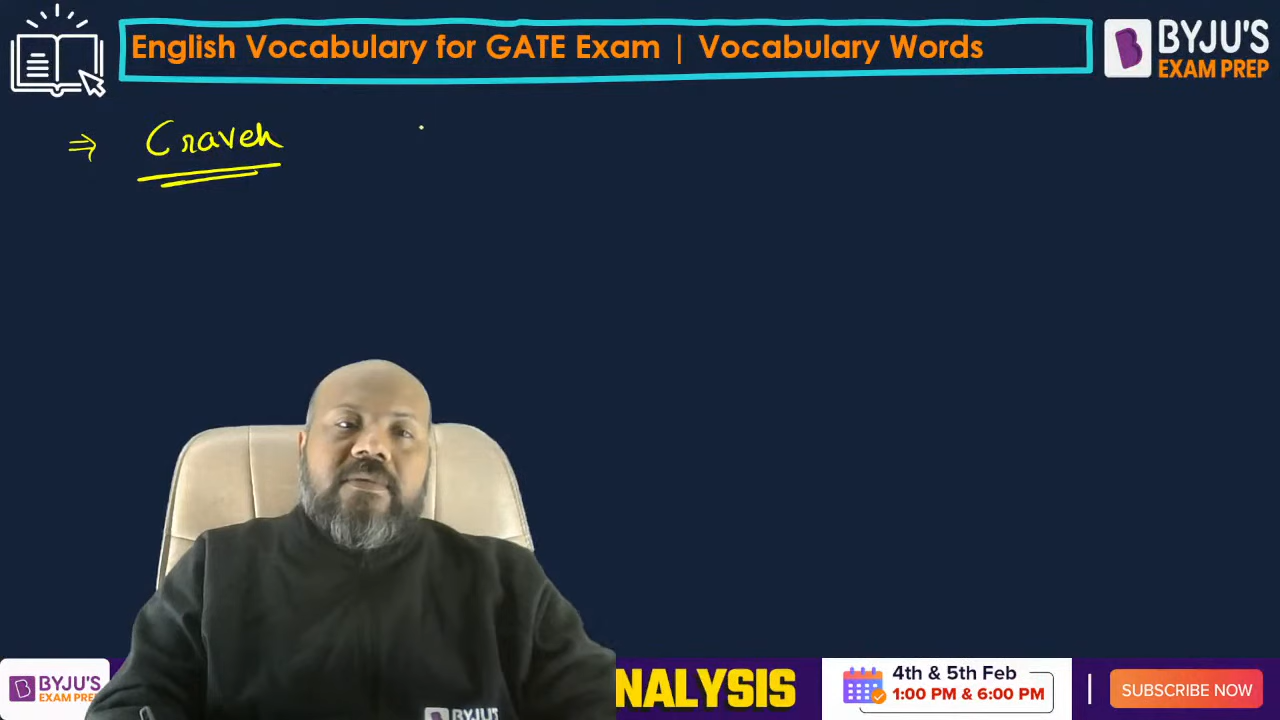 English Vocabulary for GATE Exam | Vocabulary Words
BYJU'S
EXAM PREP
⇒ Craven
BYJU'S
EXAM PREP
NALYSIS
4th & 5th Feb
1:00 PM & 6:00 PM
SUBSCRIBE NOW
BYJU'S